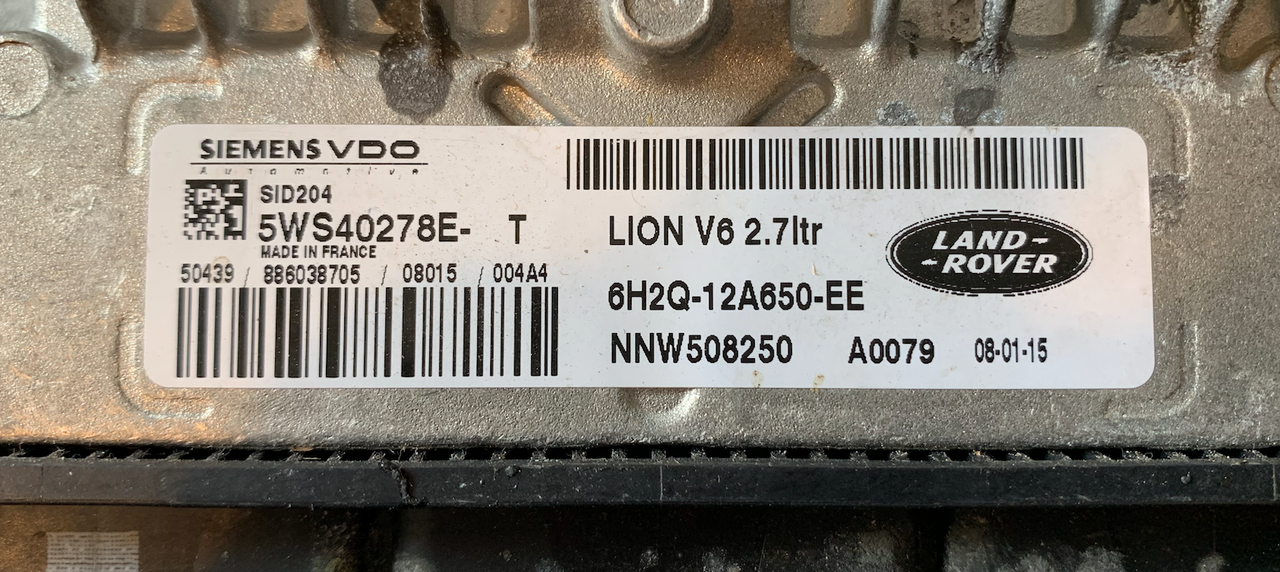 SIEMENS VDO
Automotive
SID204
5WS40278E- T
MADE IN FRANCE
50439 / 886038705 / 08015 / 004A4
LION V6 2.7ltr
LAND-
-ROVER
6H2Q-12A650-EE
NNW508250 A0079 08-01-15